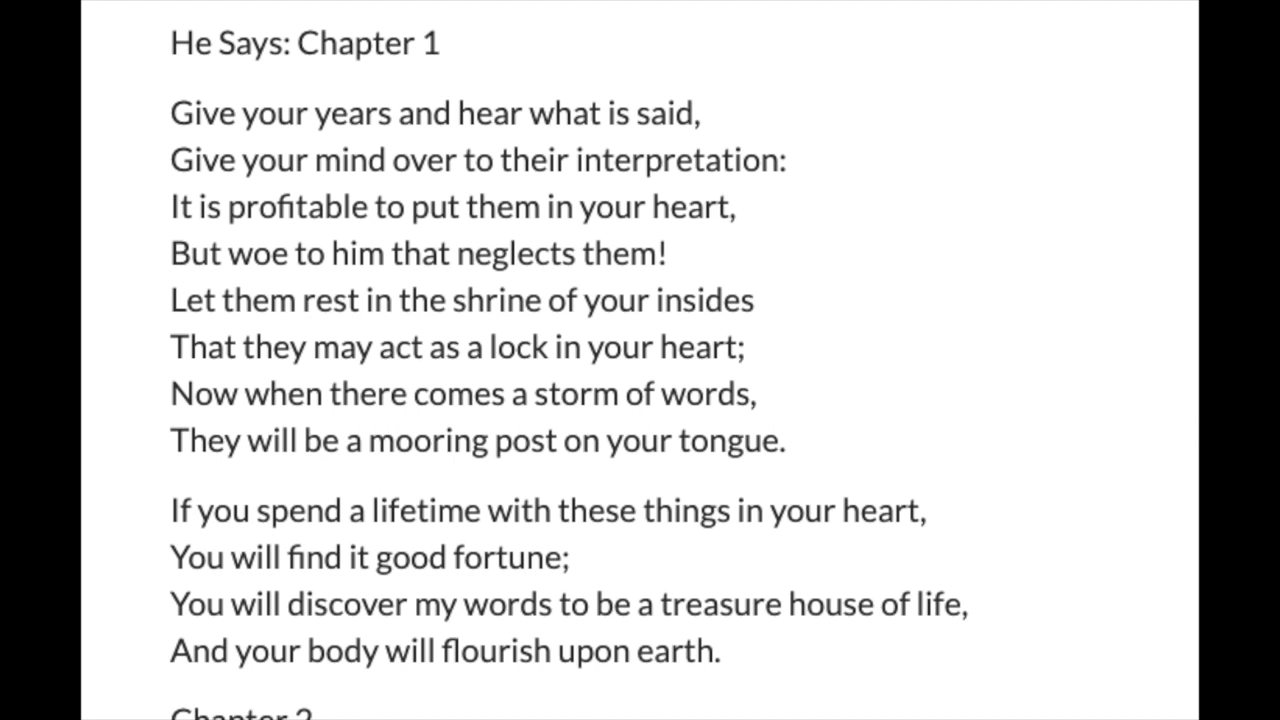 He Says: Chapter 1
Give your years and hear what is said,
Give your mind over to their interpretation:
It is profitable to put them in your heart,
But woe to him that neglects them!
Let them rest in the shrine of your insides
That they may act as a lock in your heart;
Now when there comes a storm of words,
They will be a mooring post on your tongue.
If you spend a lifetime with these things in your heart,
You will find it good fortune;
You will discover my words to be a treasure house of life,
And your body will flourish upon earth.
Chapter 2